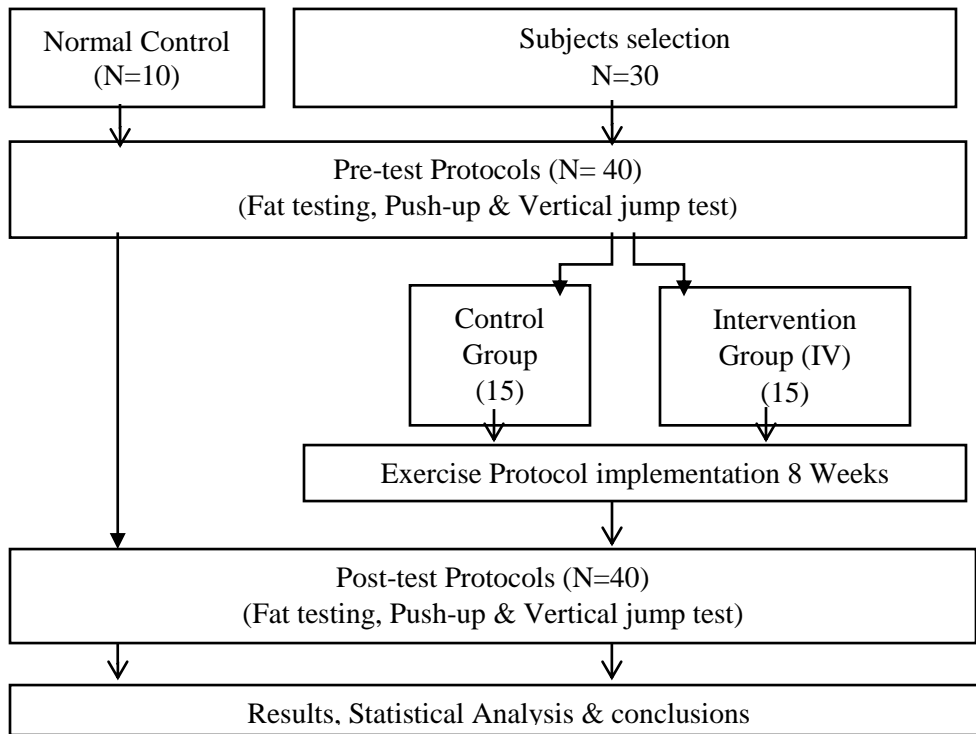 Normal Control
(N=10)
Subjects selection
N=30
Pre-test Protocols (N= 40)
(Fat testing, Push-up & Vertical jump test)
Control
Group
(15)
Intervention
Group (IV)
(15)
Exercise Protocol implementation 8 Weeks
Post-test Protocols (N=40)
(Fat testing, Push-up & Vertical jump test)
Results, Statistical Analysis & conclusions